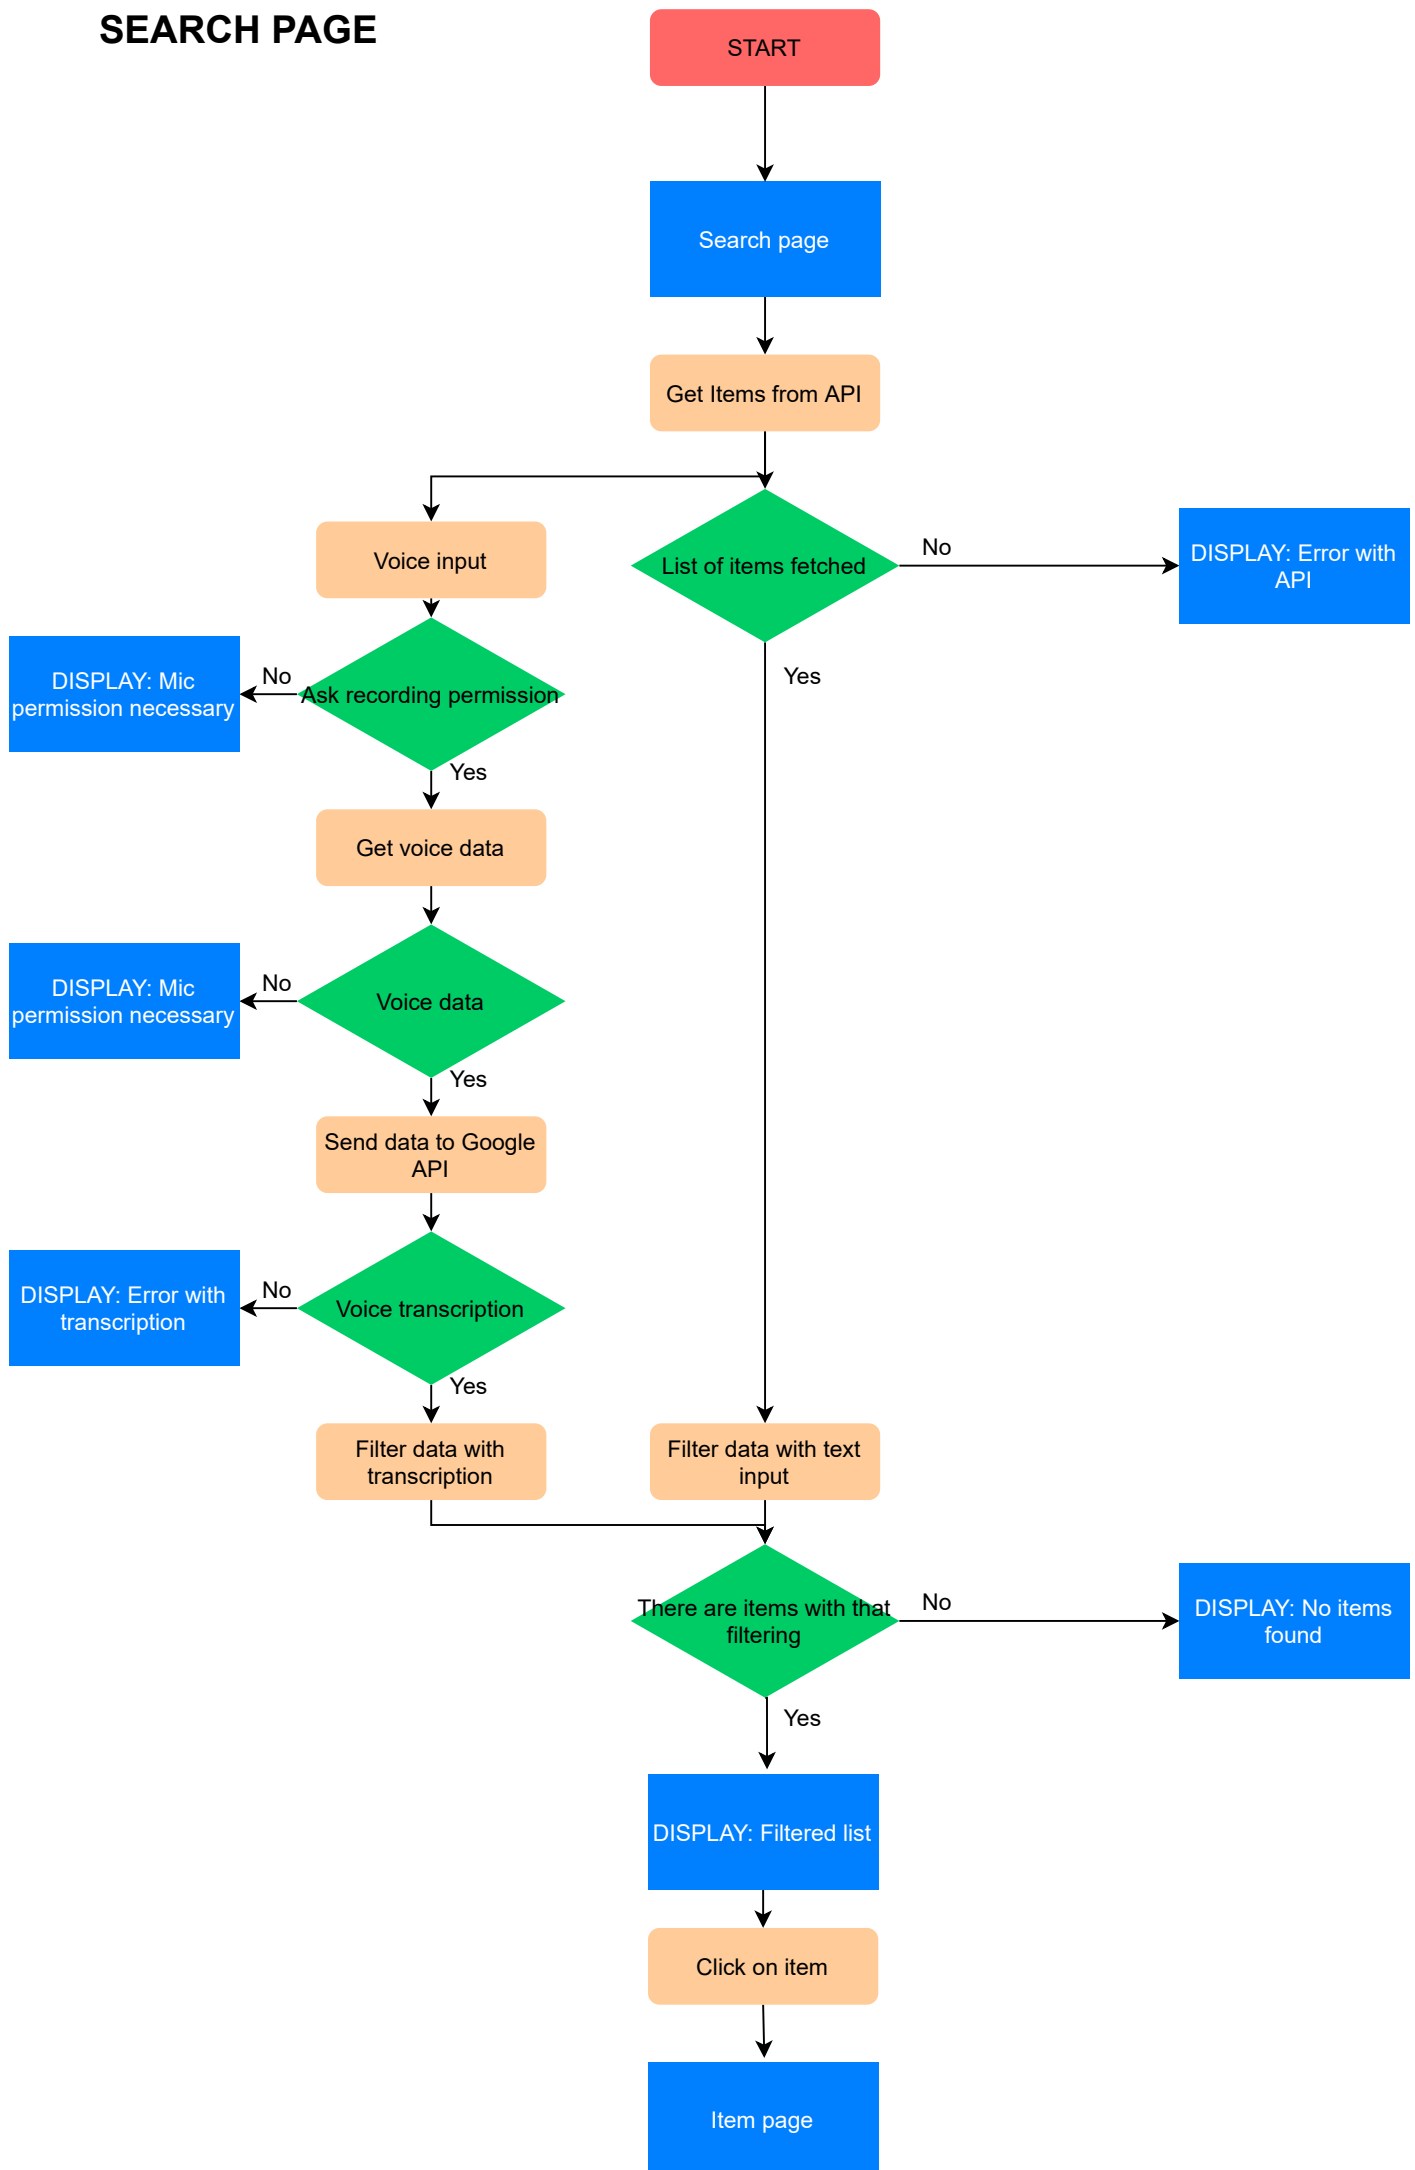 SEARCH PAGE
START
Search page
Get Items from API
Voice input
List of items fetched
No
DISPLAY: Error with
API
DISPLAY: Mic
permission necessary
No
Ask recording permission
Yes
Yes
Get voice data
DISPLAY: Mic
permission necessary
No
Voice data
Yes
Send data to Google
API
DISPLAY: Error with
transcription
No
Voice transcription
Yes
Filter data with
transcription
Filter data with text
input
There are items with that
filtering
No
DISPLAY: No items
found
Yes
DISPLAY: Filtered list
Click on item
Item page